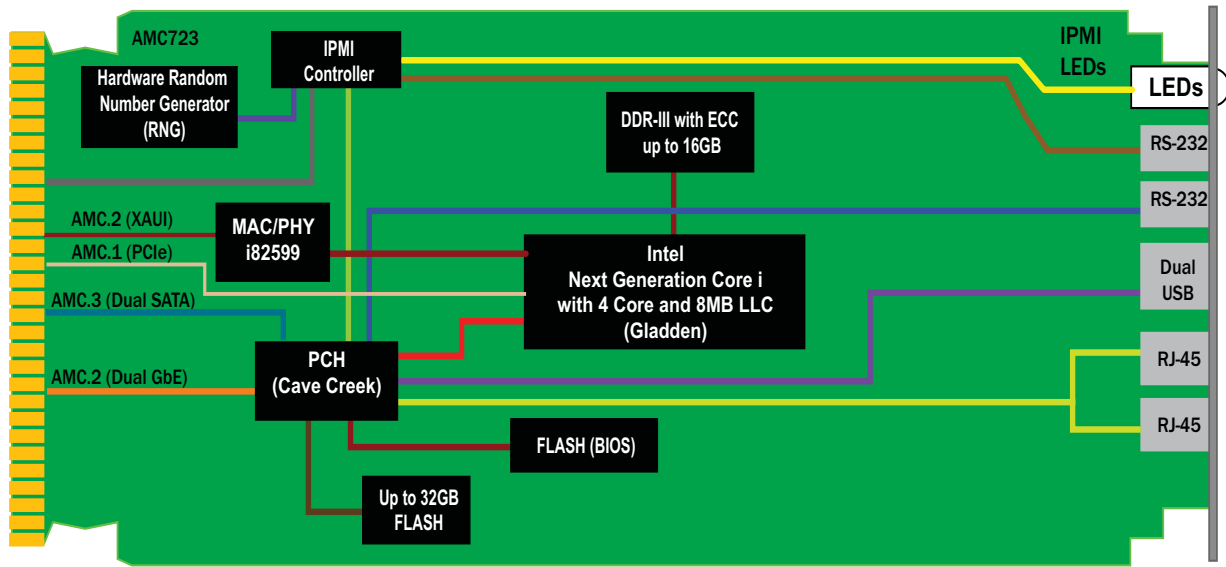 AMC723
IPMI
Controller
IPMI
LEDs
LEDs
Hardware Random
Number Generator
(RNG)
DDR-III with ECC
up to 16GB
RS-232
RS-232
AMC.2 (XAUI)
MAC/PHY
i82599
AMC.1 (PCIe)
Intel
Next Generation Core i
with 4 Core and 8MB LLC
(Gladden)
Dual
USB
AMC.3 (Dual SATA)
PCH
(Cave Creek)
RJ-45
AMC.2 (Dual GbE)
RJ-45
FLASH (BIOS)
Up to 32GB
FLASH